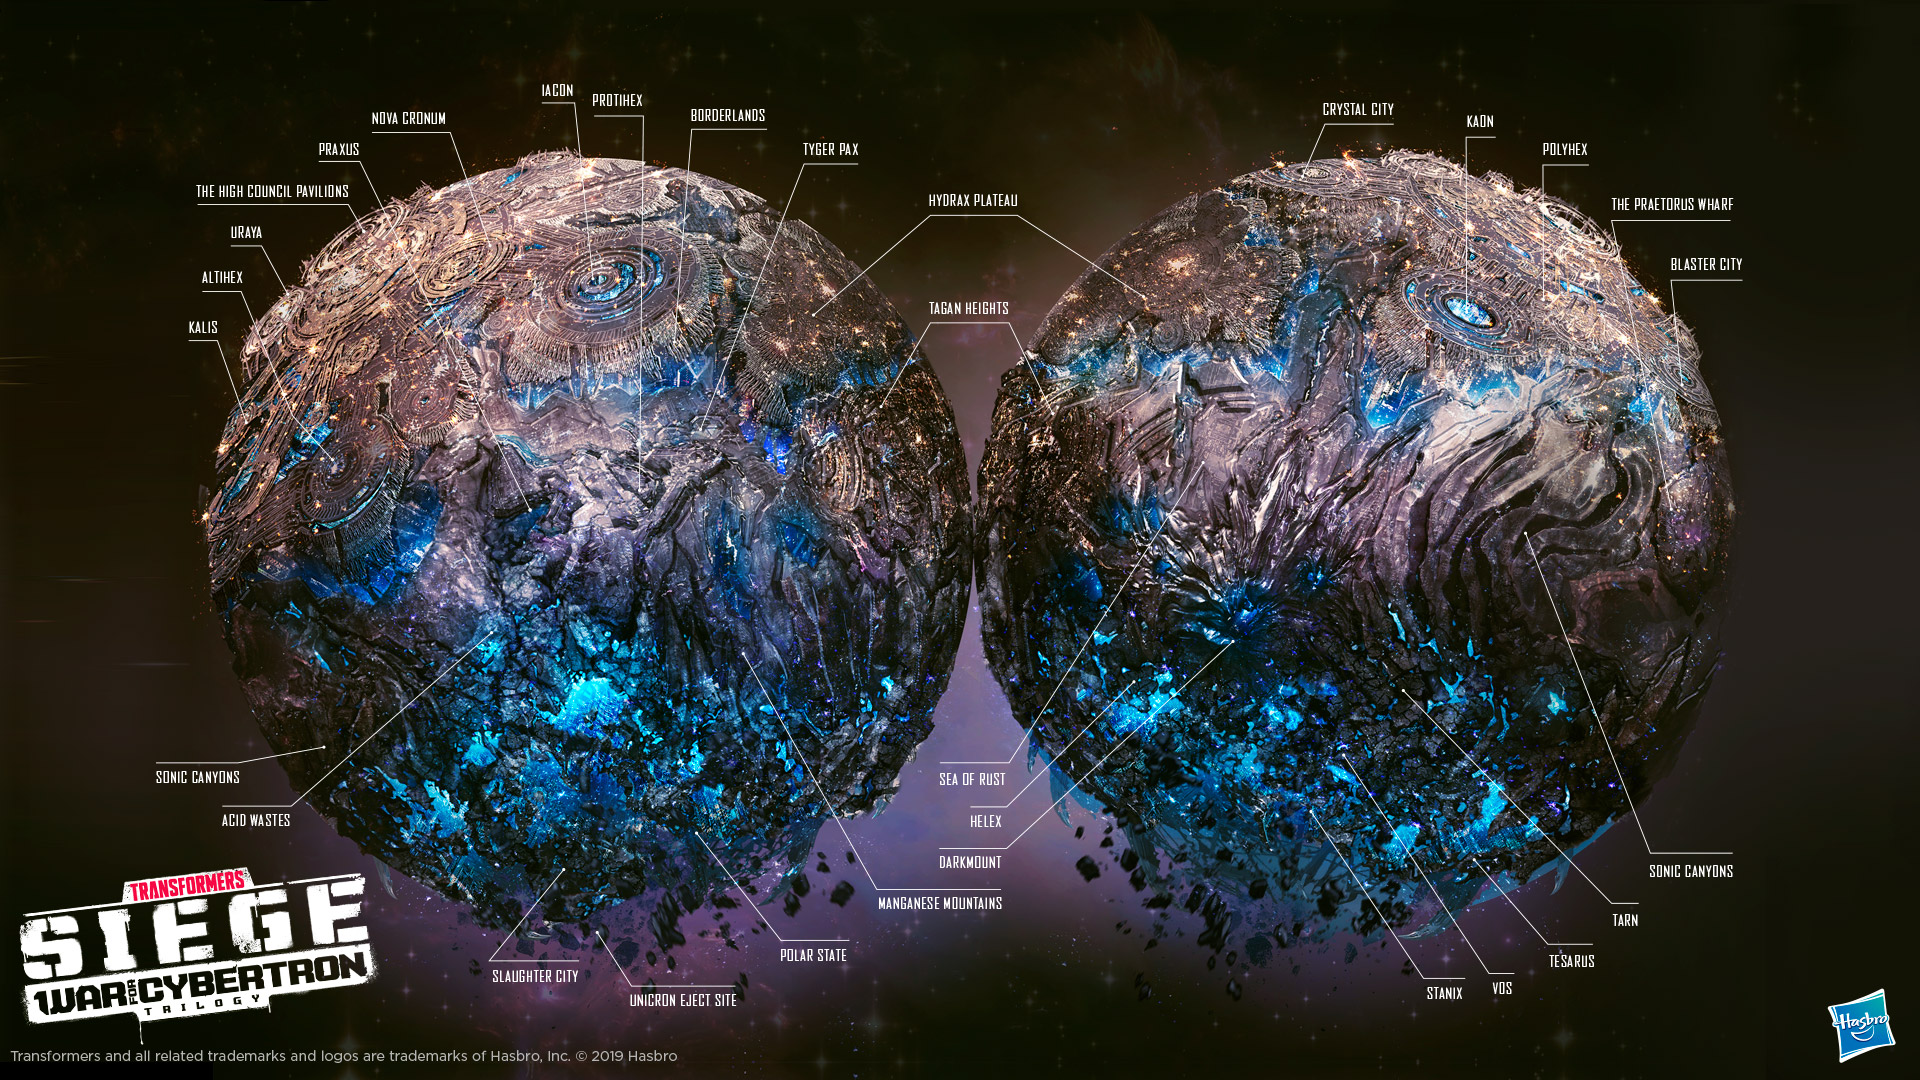 IACON
PROTIHEX
NOVA CRONUM
BORDERLANDS
PRAXUS
TYGER PAX
THE HIGH COUNCIL PAVILIONS
URAYA
ALTIHEX
KALIS
HYDRAX PLATEAU
TAGAN HEIGHTS
CRYSTAL CITY
KAON
POLYHEX
THE PRAETORUS WHARF
BLASTER CITY
SONIC CANYONS
ACID WASTES
SLAUGHTER CITY
UNICRON EJECT SITE
POLAR STATE
SEA OF RUST
HELEX
DARKMOUNT
MANGANESE MOUNTAINS
SONIC CANYONS
TARN
TESARUS
VOS
STANIX
TRANSFORMERS
SIEGE
WAR FOR CYBERTRON
TRILOGY
Hasbro
Transformers and all related trademarks and logos are trademarks of Hasbro, Inc. © 2019 Hasbro